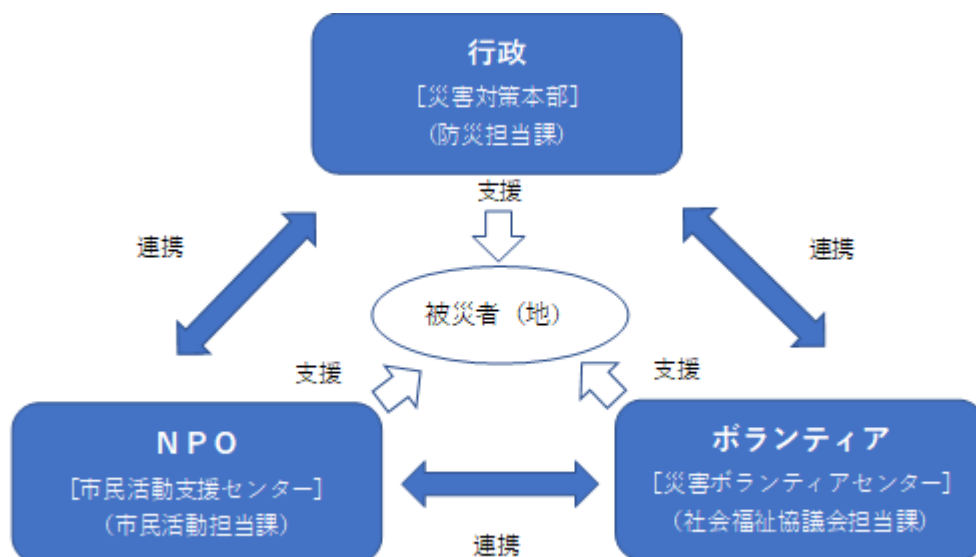 行政
[災害対策本部]
(防災担当課)
支援
連携
連携
被災者（地）
支援
支援
ＮＰＯ
[市民活動支援センター]
(市民活動担当課)
ボランティア
[災害ボランティアセンター]
(社会福祉協議会担当課)
連携